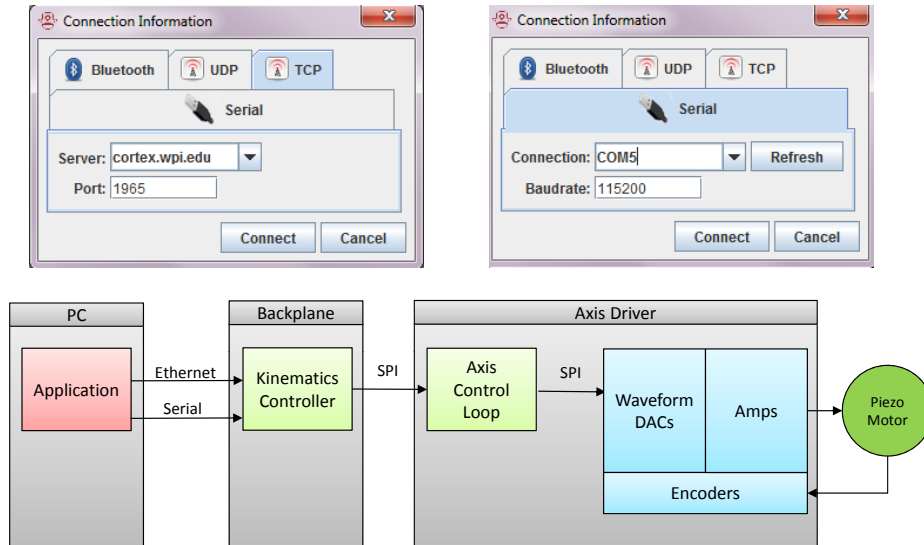 Connection Information
Bluetooth UDP TCP
Serial
Server: cortex.wpi.edu
Port: 1965
Connect Cancel
Connection Information
Bluetooth UDP TCP
Serial
Connection: COM5 Refresh
Baudrate: 115200
Connect Cancel
PC
Application
Ethernet
Serial
Backplane
Kinematics
Controller
SPI
Axis Driver
Axis
Control
Loop
SPI
Waveform
DACs
Amps
Encoders
Piezo
Motor